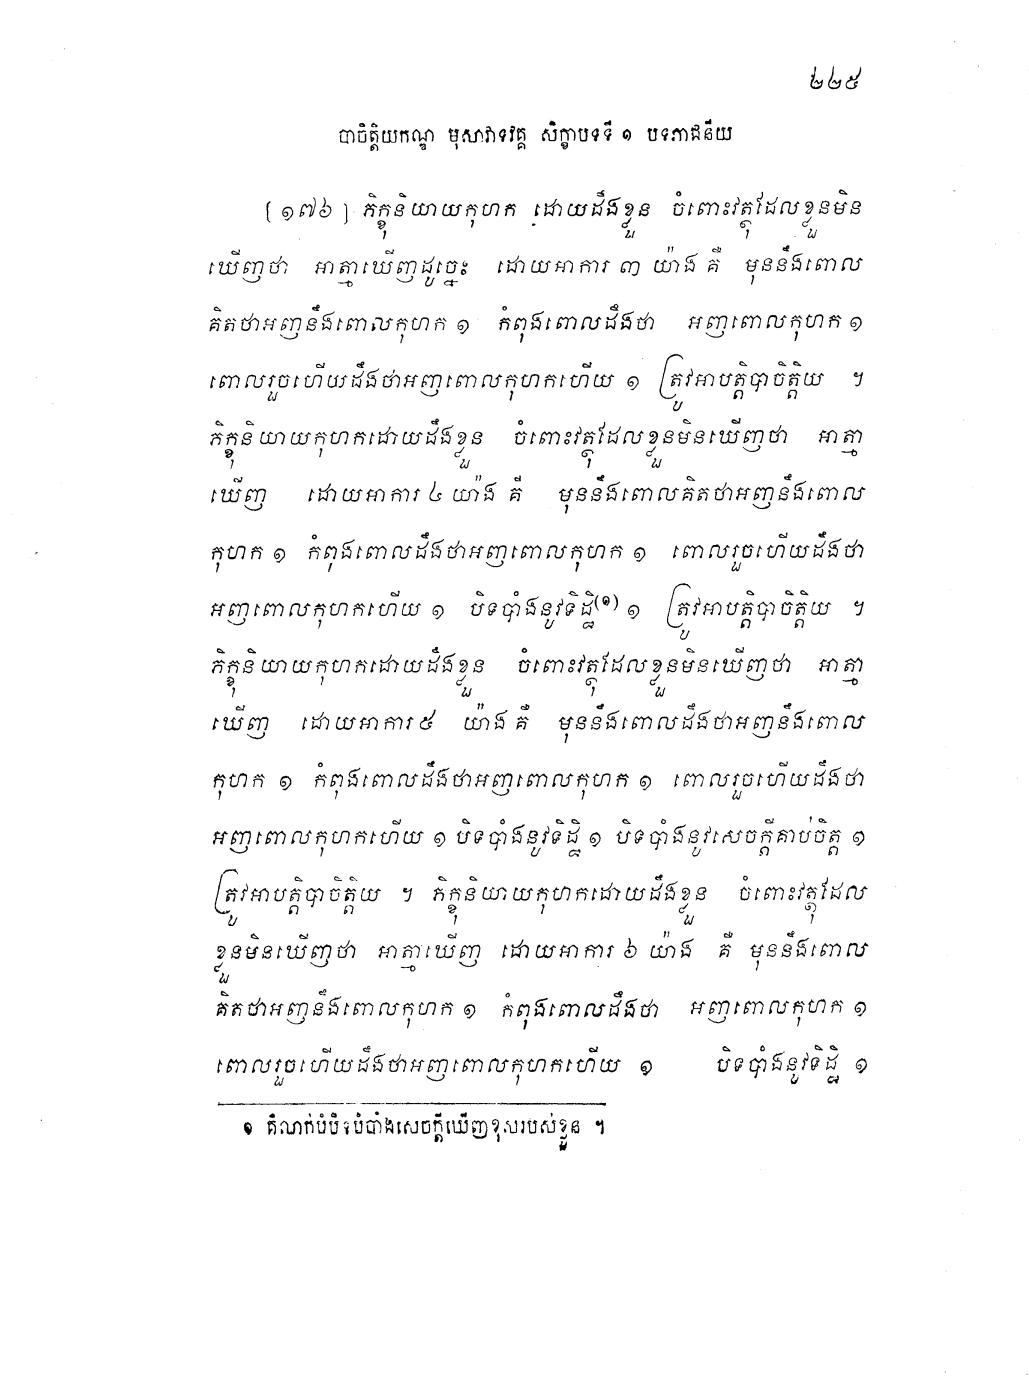 ២២៥
បាចិត្តិយកណ្ឌ មុសាវាទវគ្គ សិក្ខាបទទី ១ បទភាជនីយ
[១៧៦] ភិក្ខុនិយាយកុហក ដោយដឹងខ្លួន ចំពោះវត្ថុដែលខ្លួនមិន
ឃើញថា អាត្មាឃើញដូច្នេះ ដោយអាការ ៣ យ៉ាង គឺ មុននឹងពោល
គិតថាអញនឹងពោលកុហក ១ កំពុងពោលដឹងថា អញពោលកុហក ១
ពោលរួចហើយដឹងថាអញពោលកុហកហើយ ១ ត្រូវអាបត្តិបាចិត្តិយ ។
ភិក្ខុនិយាយកុហកដោយដឹងខ្លួន ចំពោះវត្ថុដែលខ្លួនមិនឃើញថា អាត្មា
ឃើញ ដោយអាការ ៤ យ៉ាង គឺ មុននឹងពោលគិតថាអញនឹងពោល
កុហក ១ កំពុងពោលដឹងថាអញពោលកុហក ១ ពោលរួចហើយដឹងថា
អញពោលកុហកហើយ ១ បិទបាំងនូវទិដ្ឋិ(១) ១ ត្រូវអាបត្តិបាចិត្តិយ ។
ភិក្ខុនិយាយកុហកដោយដឹងខ្លួន ចំពោះវត្ថុដែលខ្លួនមិនឃើញថា អាត្មា
ឃើញ ដោយអាការ ៥ យ៉ាង គឺ មុននឹងពោលដឹងថាអញនឹងពោល
កុហក ១ កំពុងពោលដឹងថាអញពោលកុហក ១ ពោលរួចហើយដឹងថា
អញពោលកុហកហើយ ១ បិទបាំងនូវទិដ្ឋិ ១ បិទបាំងនូវសេចក្តីគាប់ចិត្ត ១
ត្រូវអាបត្តិបាចិត្តិយ ។ ភិក្ខុនិយាយកុហកដោយដឹងខ្លួន ចំពោះវត្ថុដែល
ខ្លួនមិនឃើញថា អាត្មាឃើញ ដោយអាការ ៦ យ៉ាង គឺ មុននឹងពោល
គិតថាអញនឹងពោលកុហក ១ កំពុងពោលដឹងថា អញពោលកុហក ១
ពោលរួចហើយដឹងថាអញពោលកុហកហើយ ១ បិទបាំងនូវទិដ្ឋិ ១
១ គឺលាក់បំបិទបំបាំងសេចក្តីឃើញខុសរបស់ខ្លួន ។